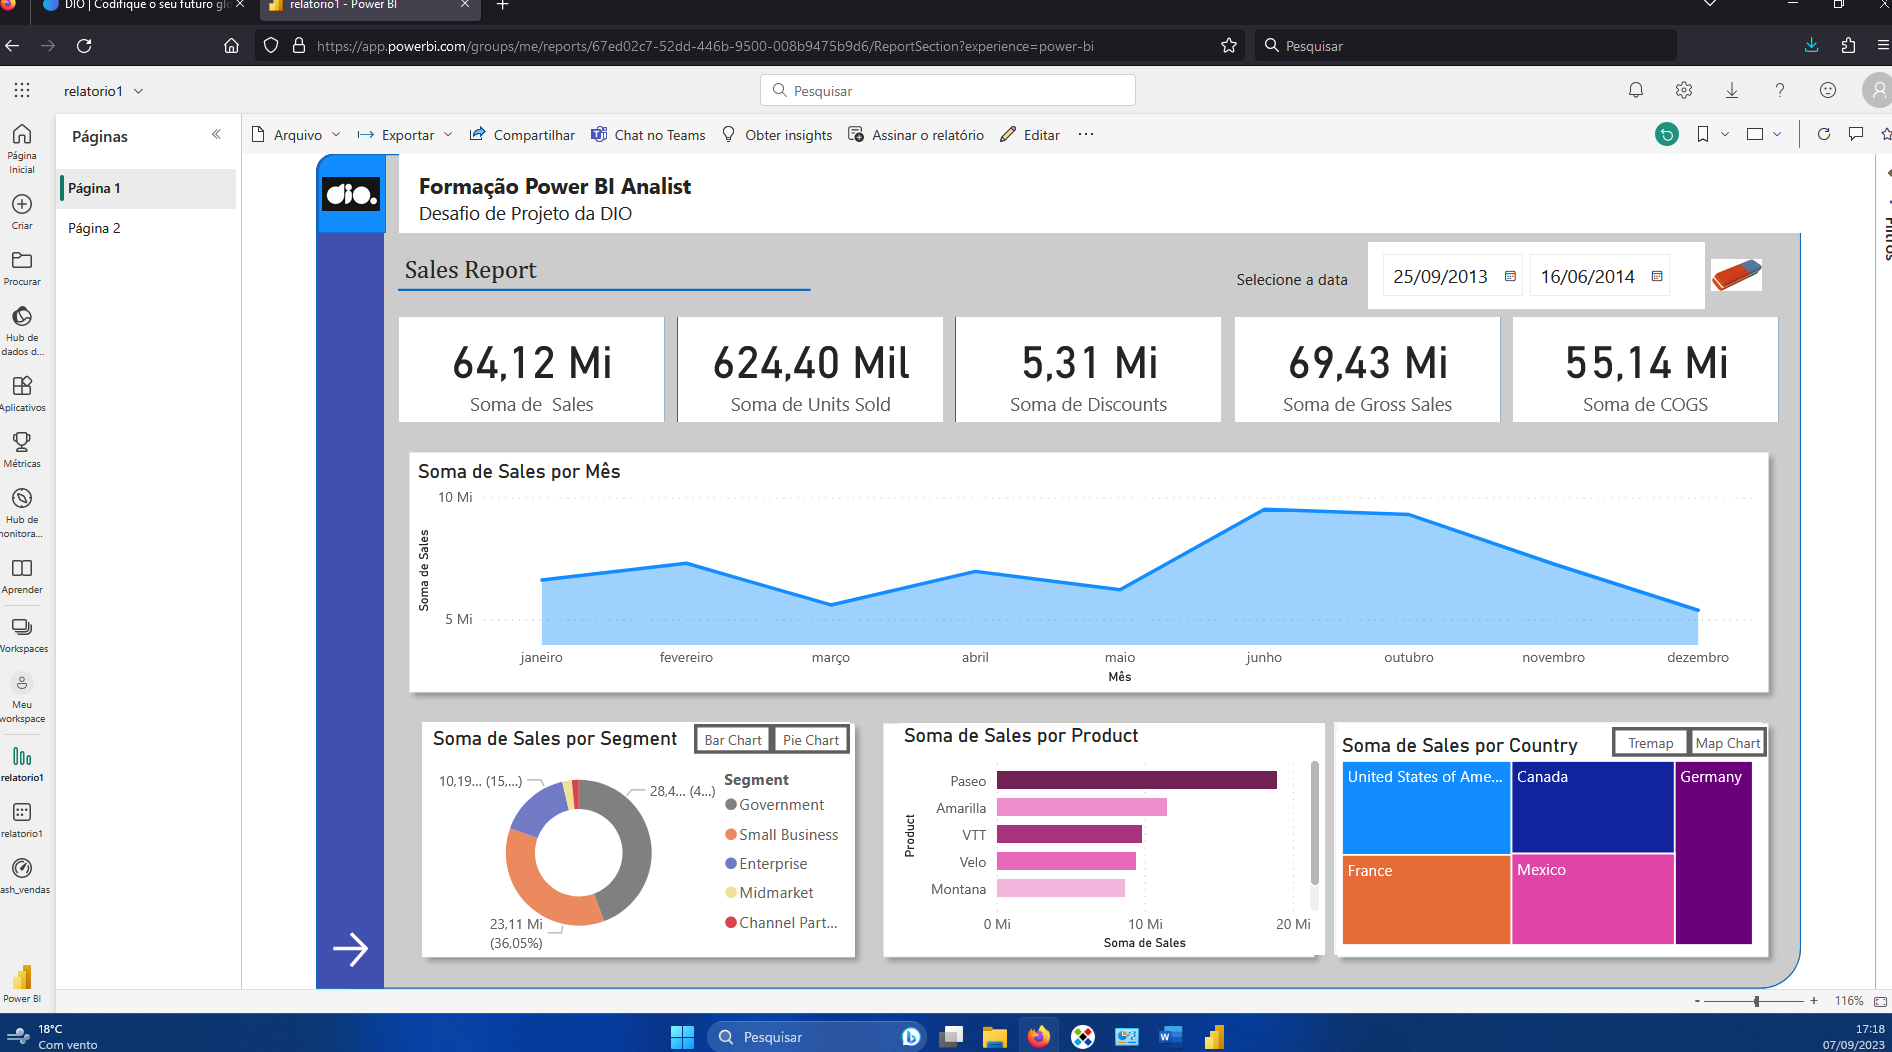 DIO | Codifique o seu futuro glo
relatorio1 - Power BI
https://app.powerbi.com/groups/me/reports/67ed02c7-52dd-446b-9500-008b9475b9d6/ReportSection?experience=power-bi
Pesquisar
relatorio1
Pesquisar
Página Inicial
Criar
Procurar
Hub de dados d...
Aplicativos
Métricas
Hub de monitora...
Aprender
Workspaces
Meu workspace
relatorio1
relatorio1
ash_vendas
Power BI
Páginas
Página 1
Página 2
Arquivo
Exportar
Compartilhar
Chat no Teams
Obter insights
Assinar o relatório
Editar
Filtros
dio.
Formação Power BI Analist
Desafio de Projeto da DIO
Sales Report
Selecione a data
25/09/2013
16/06/2014
64,12 Mi
Soma de Sales
624,40 Mil
Soma de Units Sold
5,31 Mi
Soma de Discounts
69,43 Mi
Soma de Gross Sales
55,14 Mi
Soma de COGS
Soma de Sales por Mês
10 Mi
5 Mi
Soma de Sales
janeiro
fevereiro
março
abril
maio
junho
outubro
novembro
dezembro
Mês
Soma de Sales por Segment
Bar Chart
Pie Chart
10,19... (15,...)
28,4... (4...)
23,11 Mi
(36,05%)
Segment
Government
Small Business
Enterprise
Midmarket
Channel Part...
Soma de Sales por Product
Product
Paseo
Amarilla
VTT
Velo
Montana
0 Mi
10 Mi
20 Mi
Soma de Sales
Soma de Sales por Country
Tremap
Map Chart
United States of Ame...
Canada
Germany
France
Mexico
- + 116%
18°C
Com vento
Pesquisar
17:18
07/09/2023